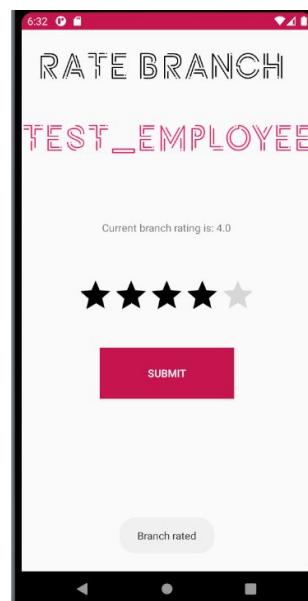 6:32
RATE BRANCH
TEST_EMPLOYEE
Current branch rating is: 4.0
SUBMIT
Branch rated